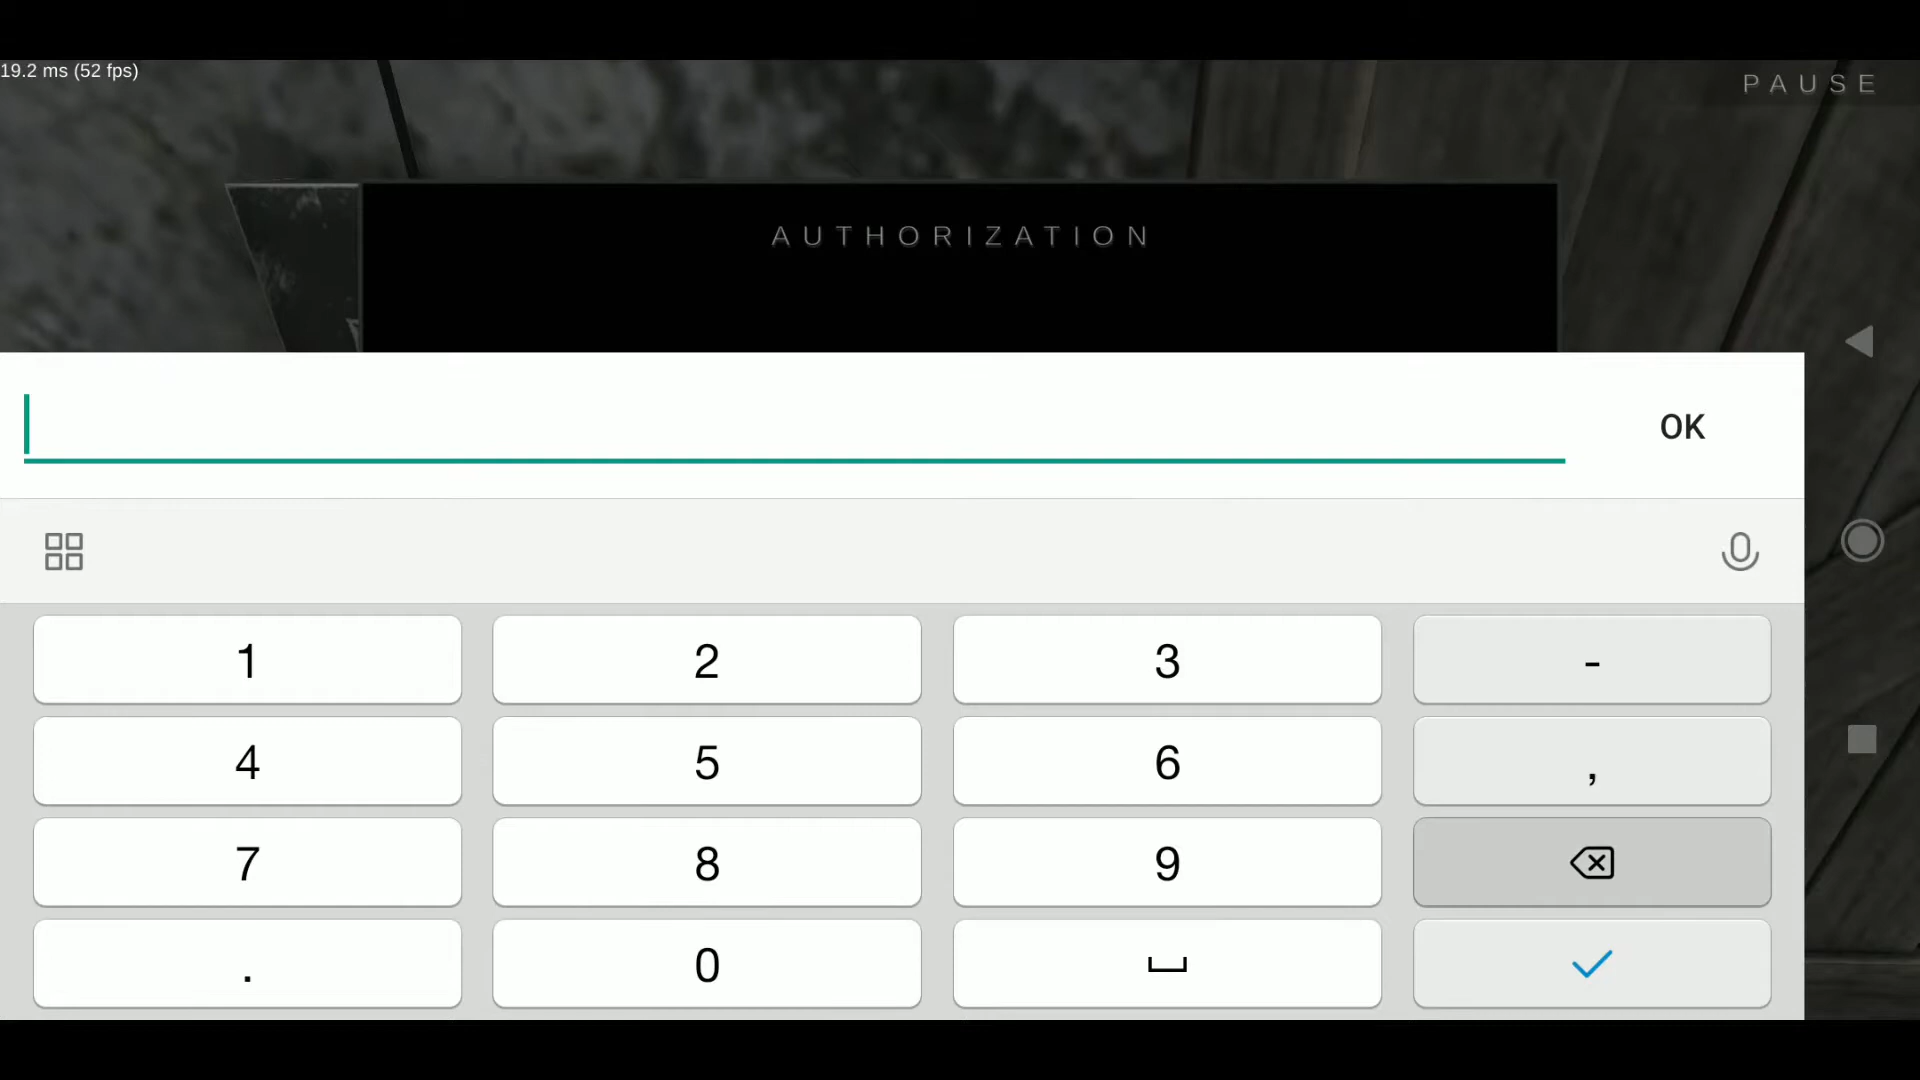 19.2 ms (52 fps)
PAUSE
AUTHORIZATION
OK
1 2 3 -
4 5 6 ,
7 8 9
. 0